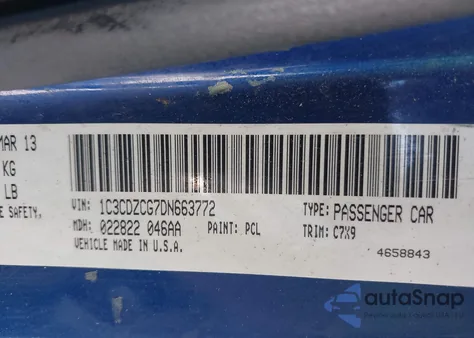 MAR 13
KG
LB
E SAFETY,
VIN: 1C3CDZCG7DN663772
TYPE: PASSENGER CAR
MDH: 022822 046AA
PAINT: PCL
TRIM: C7X9
VEHICLE MADE IN U.S.A.
4658843
autoSnap